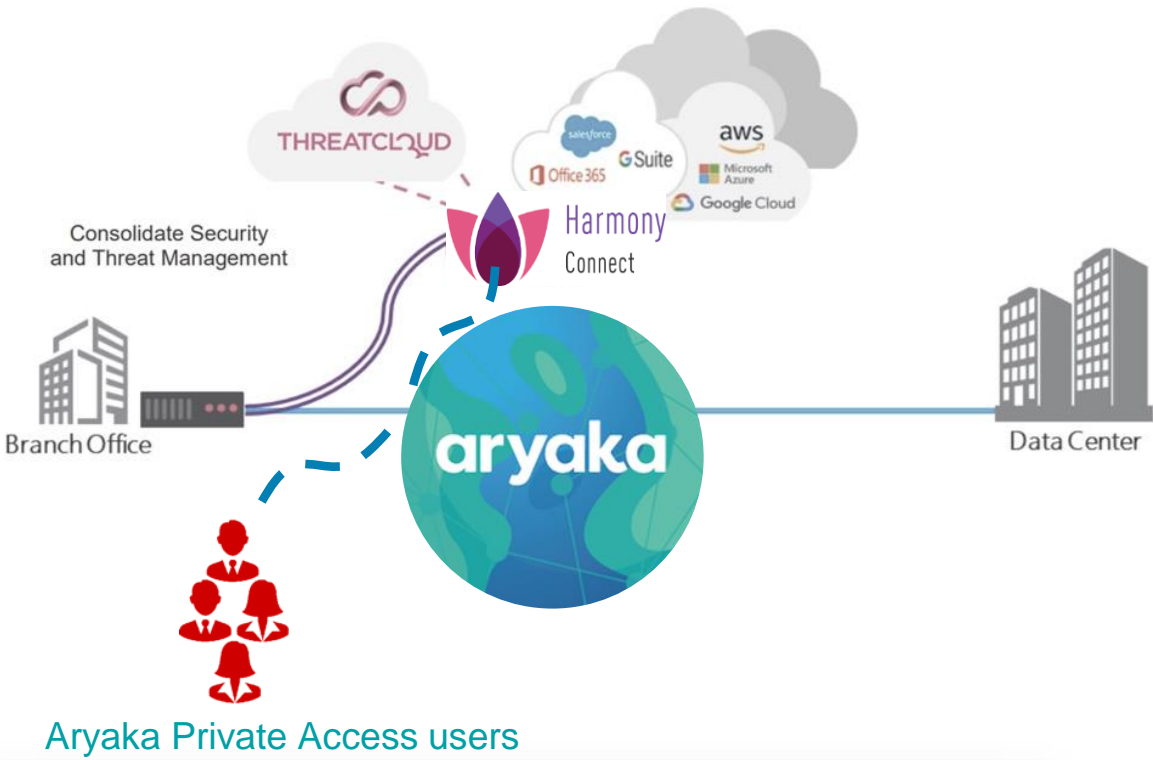 THREATCLOUD
salesforce
Office 365
G Suite
aws
Microsoft
Azure
Google Cloud
Harmony
Connect
Consolidate Security
and Threat Management
Branch Office
aryaka
Data Center
Aryaka Private Access users